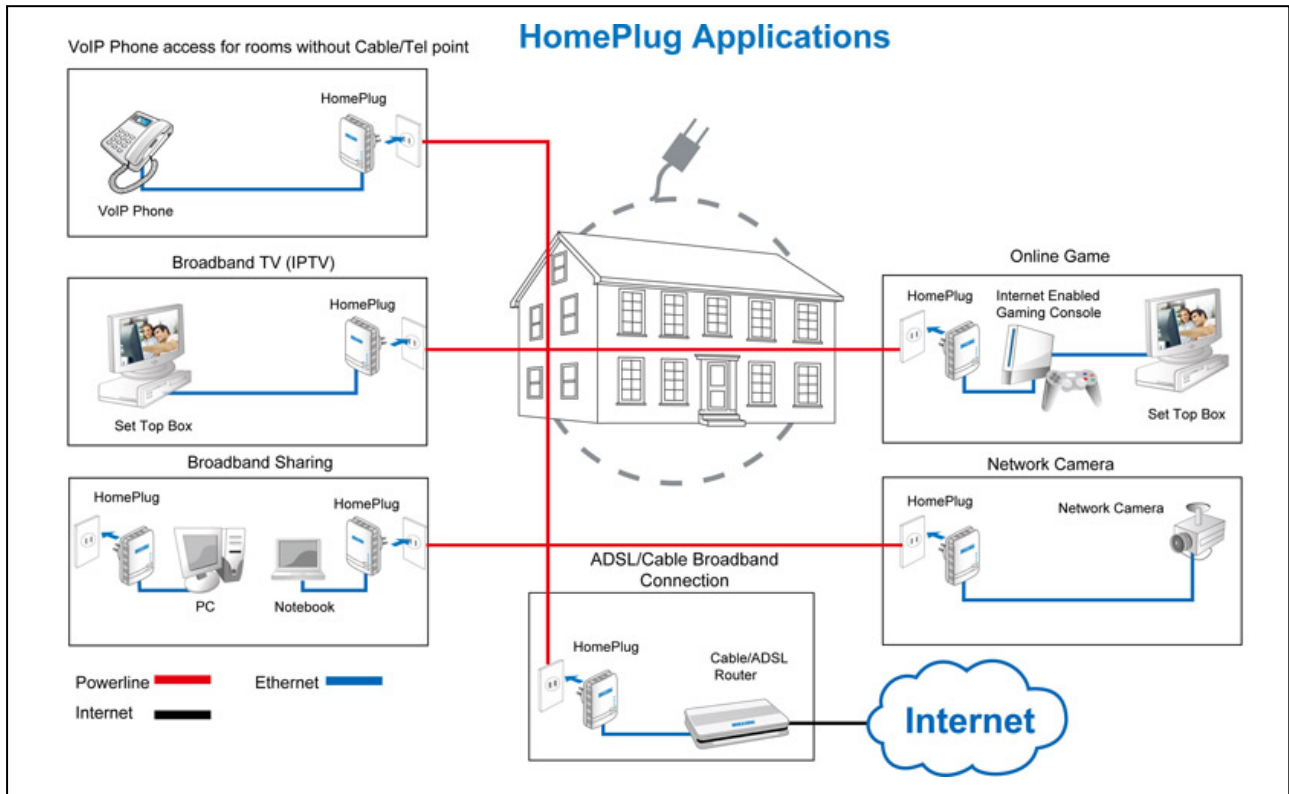 HomePlug Applications
VoIP Phone access for rooms without Cable/Tel point
HomePlug
VoIP Phone
Broadband TV (IPTV)
HomePlug
Set Top Box
Broadband Sharing
HomePlug
HomePlug
PC
Notebook
Online Game
HomePlug
Internet Enabled
Gaming Console
Set Top Box
Network Camera
HomePlug
Network Camera
ADSL/Cable Broadband
Connection
HomePlug
Cable/ADSL
Router
Internet
Powerline
Ethernet
Internet